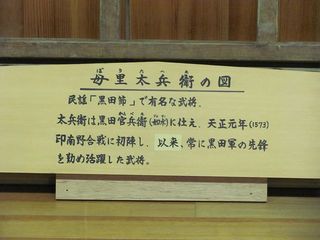 母里太兵衛の図
民謡「黒田節」で有名な武将。
太兵衛は黒田官兵衛(如水)に仕え、天正元年(1573)
印南野合戦に初陣し、以来、常に黒田軍の先鋒
を勤め活躍した武将。